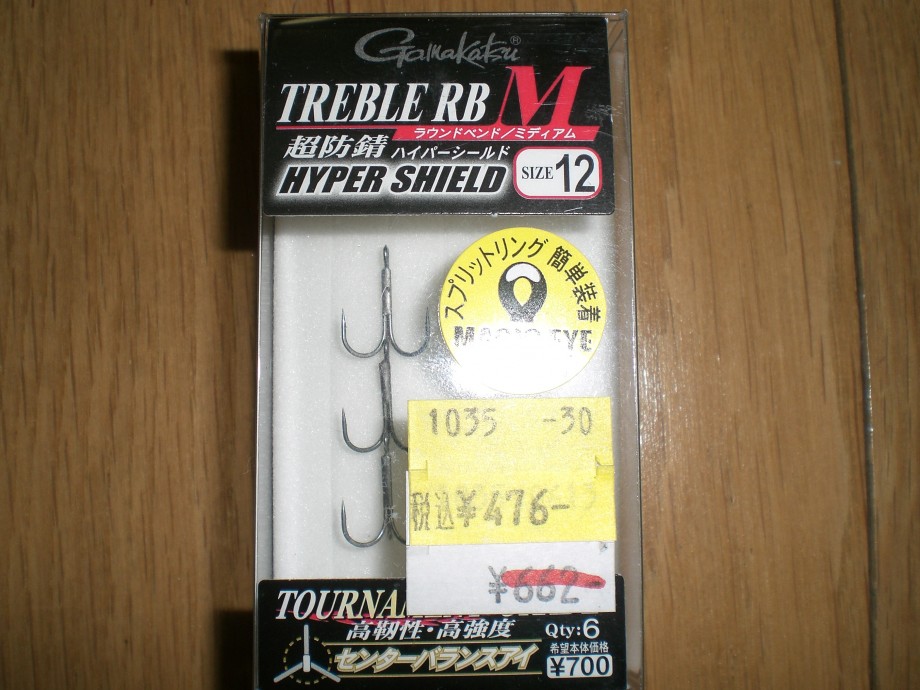 Gamakatsu®
TREBLE RB M
ラウンドベンド/ミディアム
超防錆 ハイパーシールド
HYPER SHIELD
SIZE 12
スプリットリング 簡単装着
MAGIC EYE
1035 -30
税込¥476-
¥662
TOURNAMENT
高靭性・高強度
Qty:6
センターバランスアイ
希望本体価格
¥700